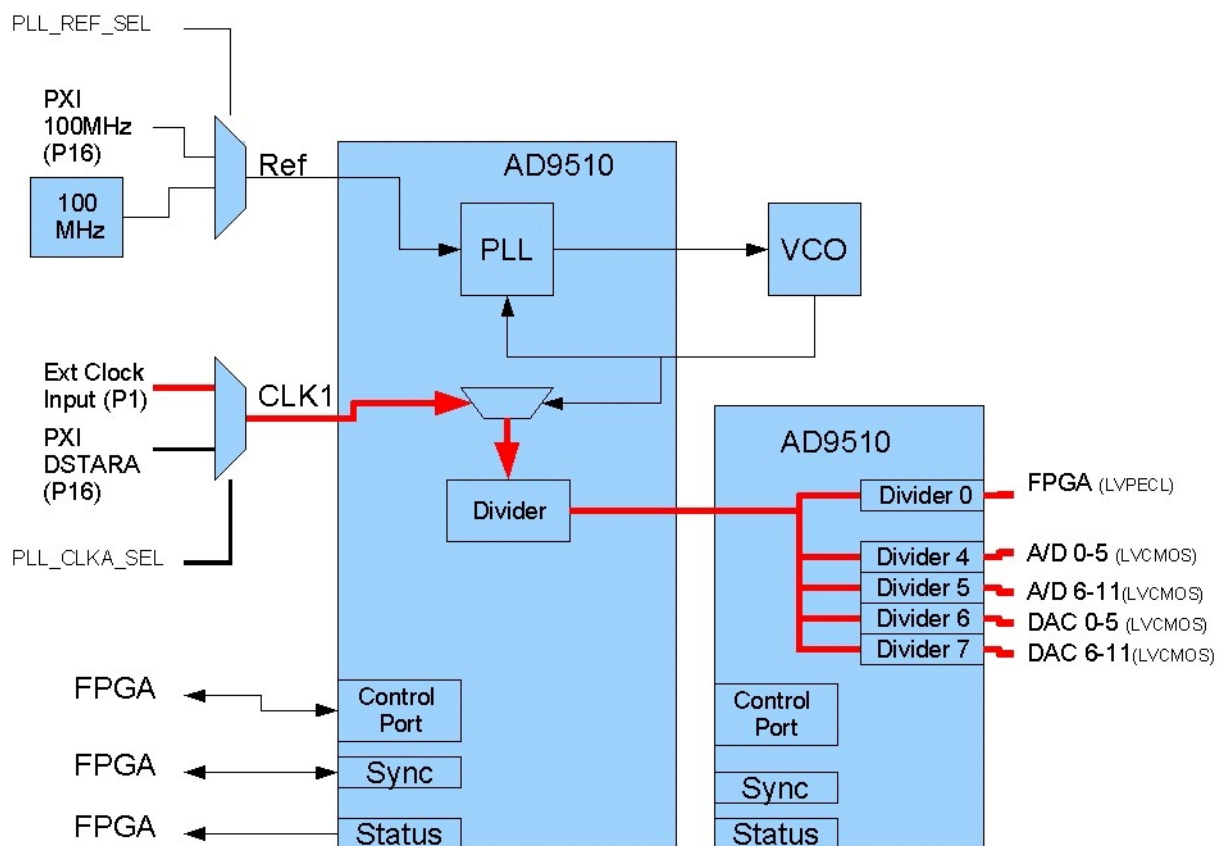 PLL_REF_SEL
PXI
100MHz
(P16)
100
MHz
Ref
AD9510
PLL
VCO
Ext Clock
Input (P1)
CLK1
PXI
DSTARA
(P16)
PLL_CLKA_SEL
Divider
AD9510
Divider 0
FPGA (LVPECL)
Divider 4
A/D 0-5 (LVCMOS)
Divider 5
A/D 6-11(LVCMOS)
Divider 6
DAC 0-5 (LVCMOS)
Divider 7
DAC 6-11(LVCMOS)
FPGA
Control
Port
FPGA
Sync
FPGA
Status
Control
Port
Sync
Status